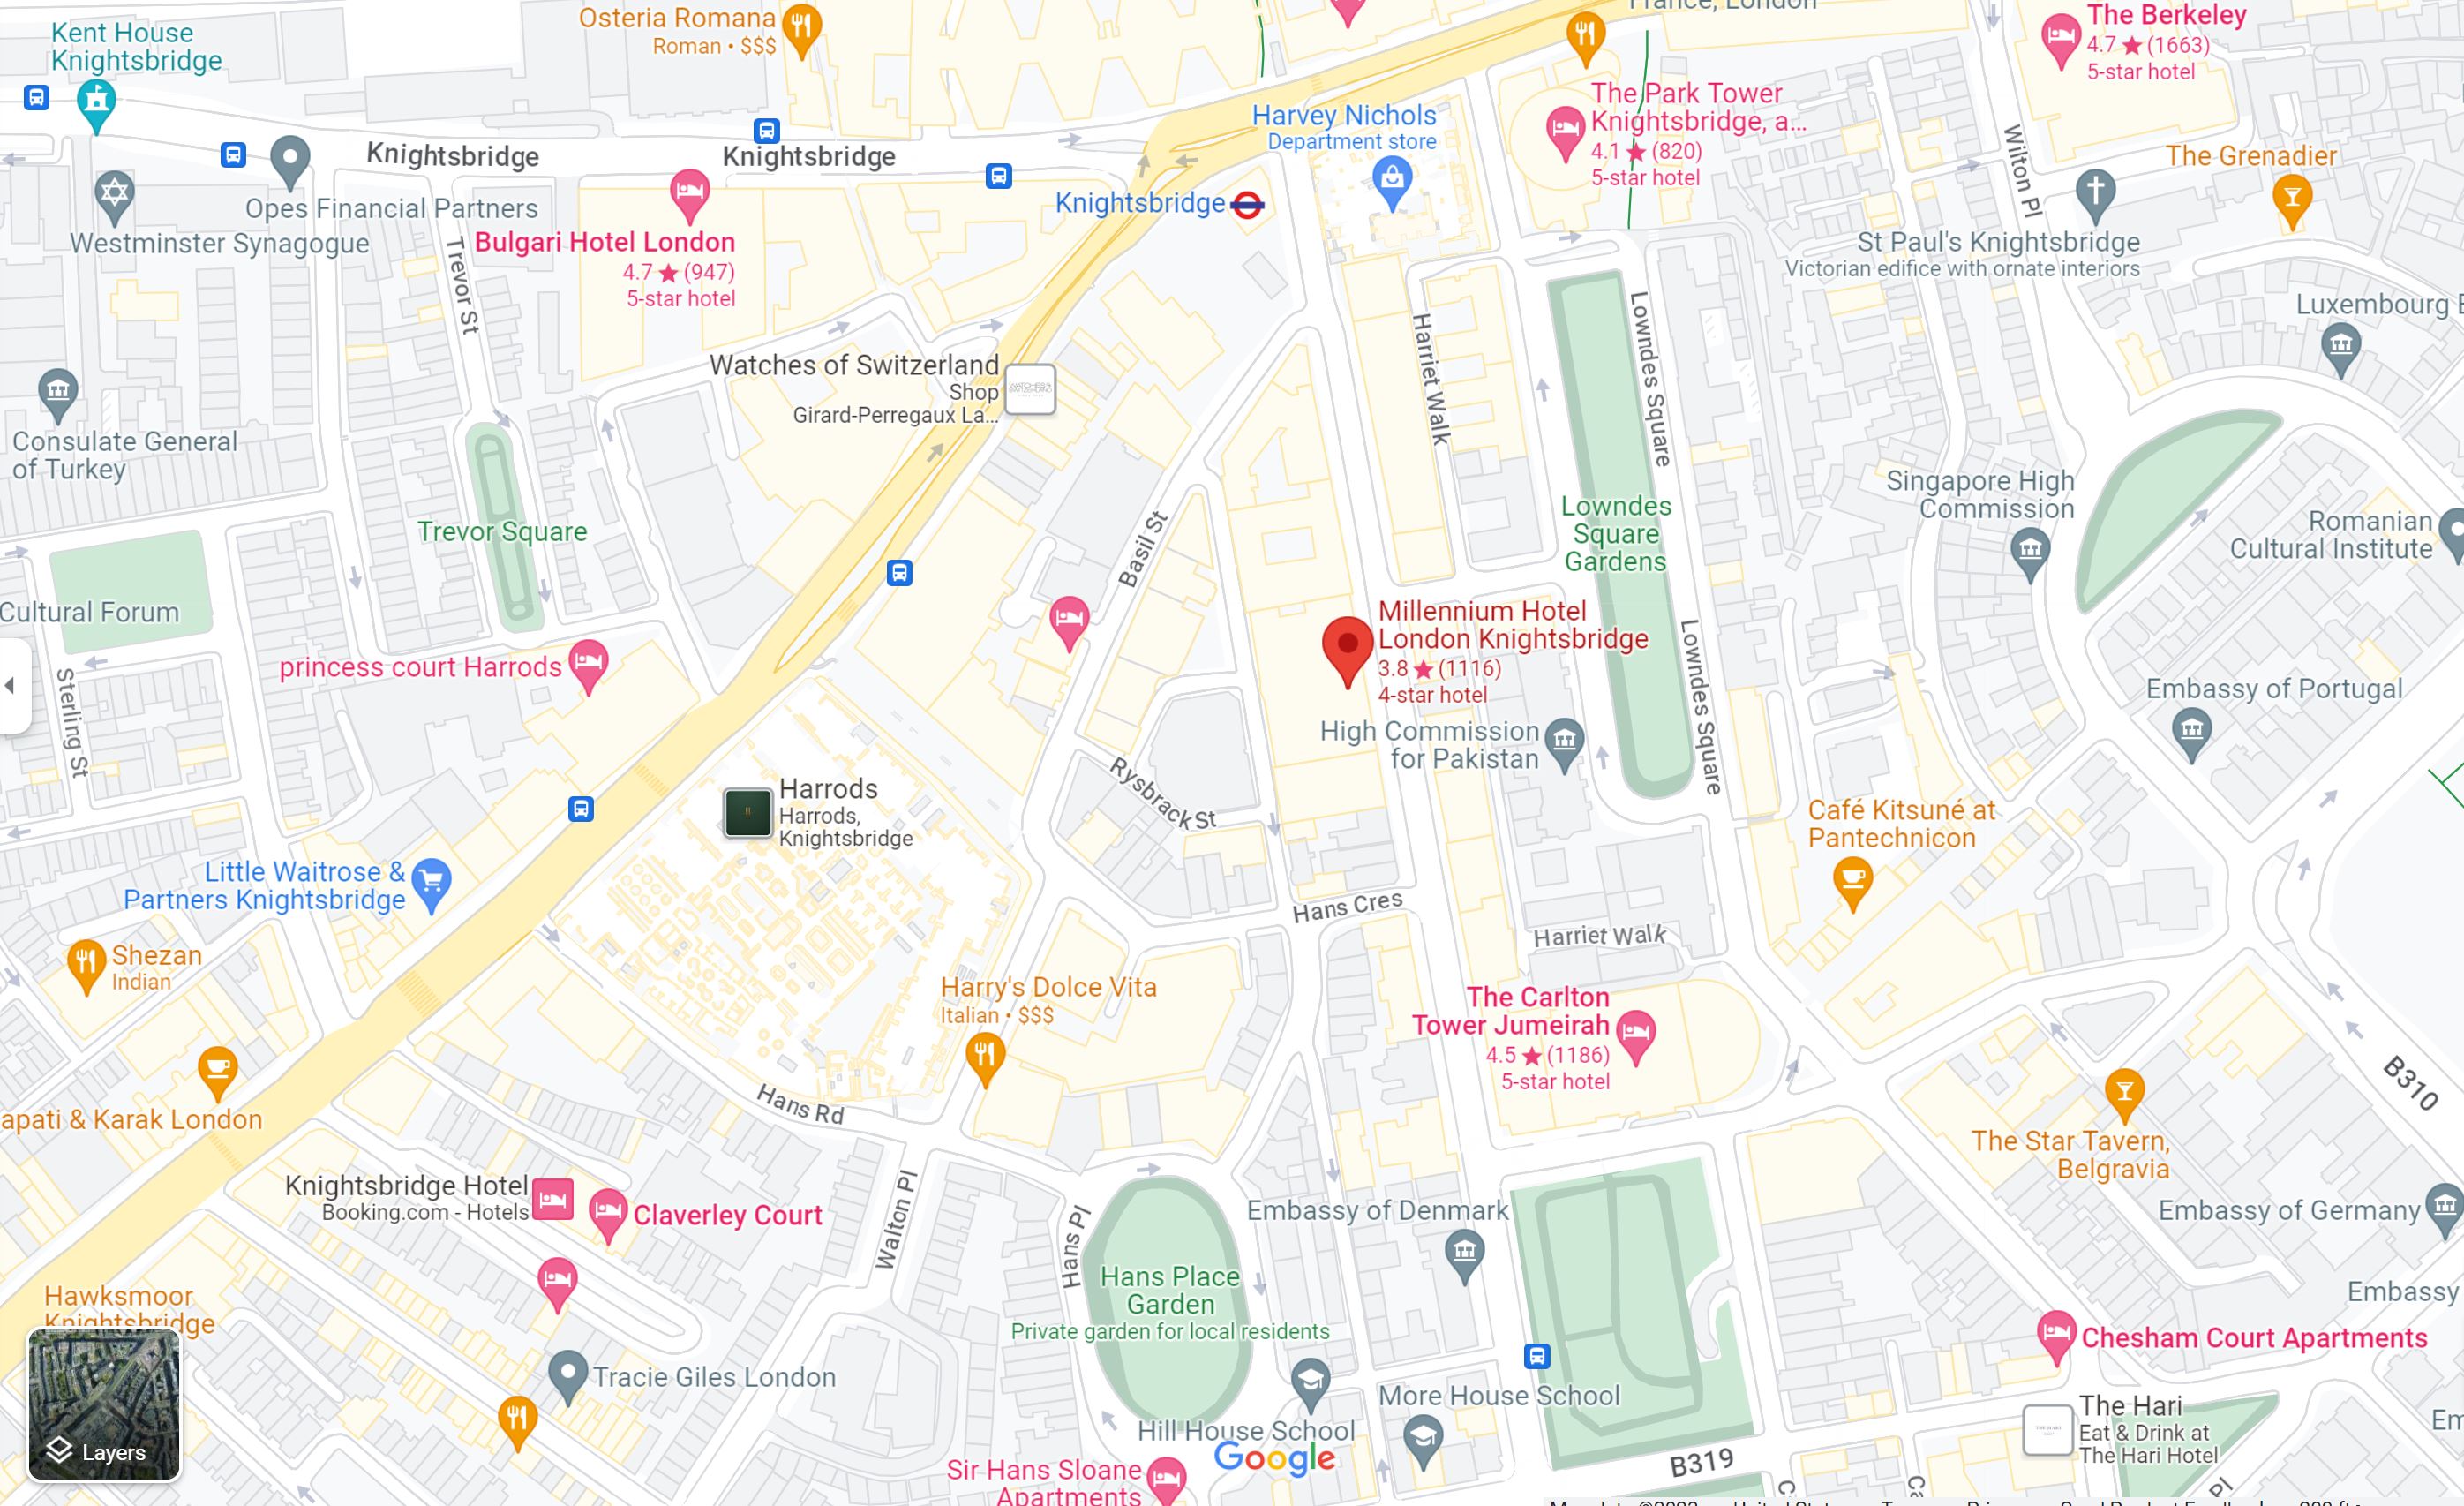 Kent House
Knightsbridge
Osteria Romana
Roman • $$$
France, London
The Berkeley
4.7 ★ (1663)
5-star hotel
Harvey Nichols
Department store
The Park Tower
Knightsbridge, a...
4.1 ★ (820)
5-star hotel
Knightsbridge
Knightsbridge
Wilton Pl
The Grenadier
Opes Financial Partners
Westminster Synagogue
Knightsbridge
Trevor St
Bulgari Hotel London
4.7 ★ (947)
5-star hotel
St Paul's Knightsbridge
Victorian edifice with ornate interiors
Luxembourg E
Harriet Walk
Lowndes Square
Watches of Switzerland
Shop
Girard-Perregaux La...
Consulate General
of Turkey
Trevor Square
Basil St
Lowndes
Square
Gardens
Singapore High
Commission
Romanian
Cultural Institute
Cultural Forum
Millennium Hotel
London Knightsbridge
3.8 ★ (1116)
4-star hotel
Lowndes Square
princess court Harrods
Sterling St
Embassy of Portugal
High Commission
for Pakistan
Rysbrack St
Harrods
Harrods,
Knightsbridge
Café Kitsuné at
Pantechnicon
Little Waitrose &
Partners Knightsbridge
Hans Cres
Harriet Walk
Shezan
Indian
Harry's Dolce Vita
Italian • $$$
The Carlton
Tower Jumeirah
4.5 ★ (1186)
5-star hotel
B310
Hans Rd
apati & Karak London
The Star Tavern,
Belgravia
Knightsbridge Hotel
Booking.com - Hotels
Claverley Court
Walton Pl
Hans Pl
Embassy of Denmark
Embassy of Germany
Hans Place
Garden
Private garden for local residents
Embassy
Hawksmoor
Knightsbridge
Chesham Court Apartments
Tracie Giles London
More House School
Hill House School
The Hari
Eat & Drink at
The Hari Hotel
Em
Layers
Google
B319
Sir Hans Sloane
Apartments
Pl